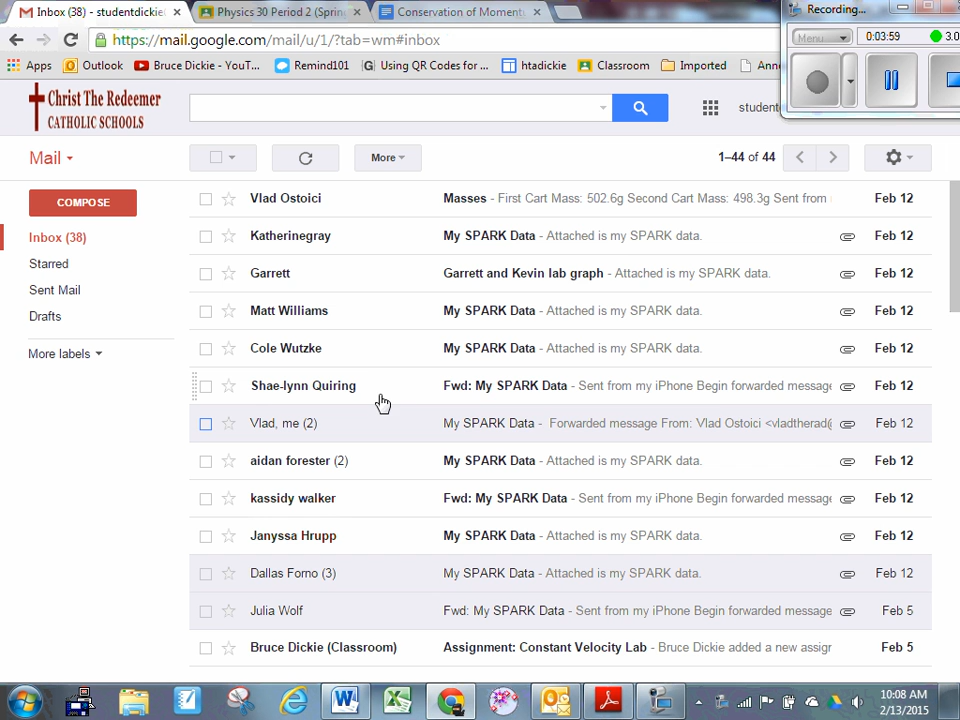 Inbox (38) - studentdickie
Physics 30 Period 2 (Sprin
Conservation of Moment
Recording...
https://mail.google.com/mail/u/1/?tab=wm#inbox
Menu
0:03:59
3.0
Apps
Outlook
Bruce Dickie - YouT...
Remind101
Using QR Codes for ...
htadickie
Classroom
Imported
Anne
Christ The Redeemer
CATHOLIC SCHOOLS
student
Mail
More
1–44 of 44
COMPOSE
Inbox (38)
Starred
Sent Mail
Drafts
More labels
Vlad Ostoici Masses - First Cart Mass: 502.6g Second Cart Mass: 498.3g Sent from Feb 12
Katherinegray My SPARK Data - Attached is my SPARK data. Feb 12
Garrett Garrett and Kevin lab graph - Attached is my SPARK data. Feb 12
Matt Williams My SPARK Data - Attached is my SPARK data. Feb 12
Cole Wutzke My SPARK Data - Attached is my SPARK data. Feb 12
Shae-lynn Quiring Fwd: My SPARK Data - Sent from my iPhone Begin forwarded message Feb 12
Vlad, me (2) My SPARK Data - Forwarded message From: 'Vlad Ostoici <vladtherad@ Feb 12
aidan forester (2) My SPARK Data - Attached is my SPARK data. Feb 12
kassidy walker Fwd: My SPARK Data - Sent from my iPhone Begin forwarded message Feb 12
Janyssa Hrupp My SPARK Data - Attached is my SPARK data. Feb 12
Dallas Forno (3) My SPARK Data - Attached is my SPARK data. Feb 12
Julia Wolf Fwd: My SPARK Data - Sent from my iPhone Begin forwarded message Feb 5
Bruce Dickie (Classroom) Assignment: Constant Velocity Lab - Bruce Dickie added a new assign Feb 5
10:08 AM
2/13/2015